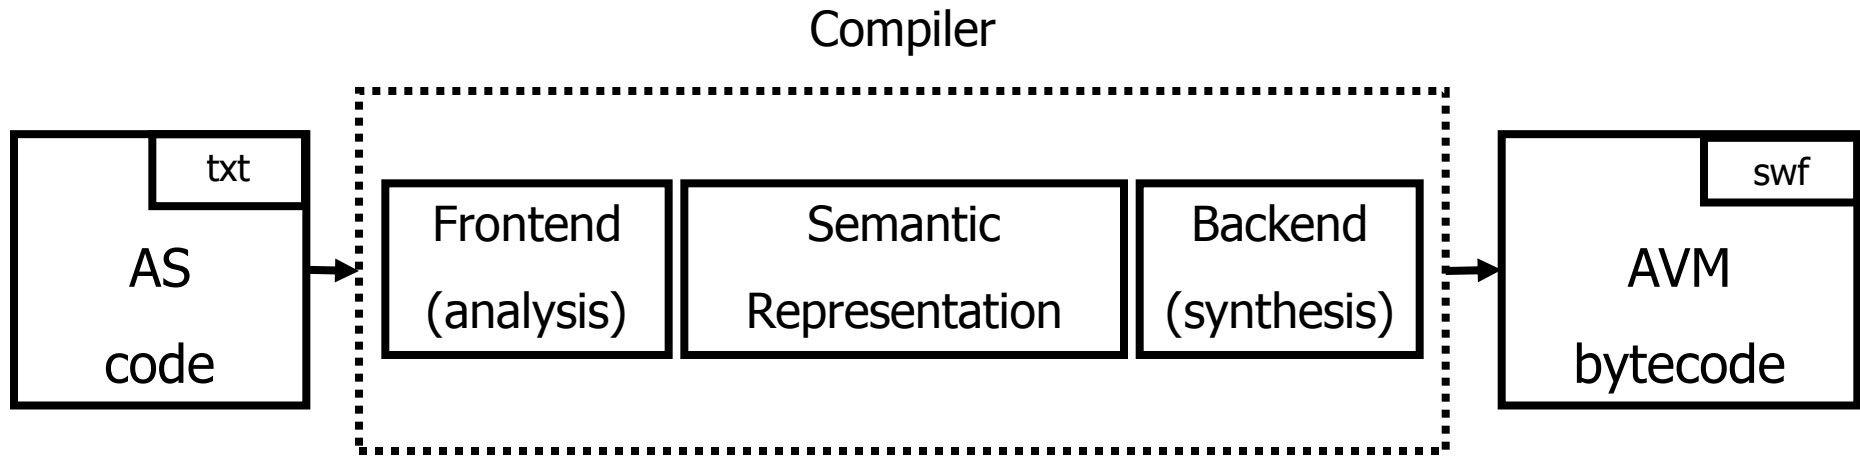 Compiler
txt
AS
code
Frontend
(analysis)
Semantic
Representation
Backend
(synthesis)
swf
AVM
bytecode